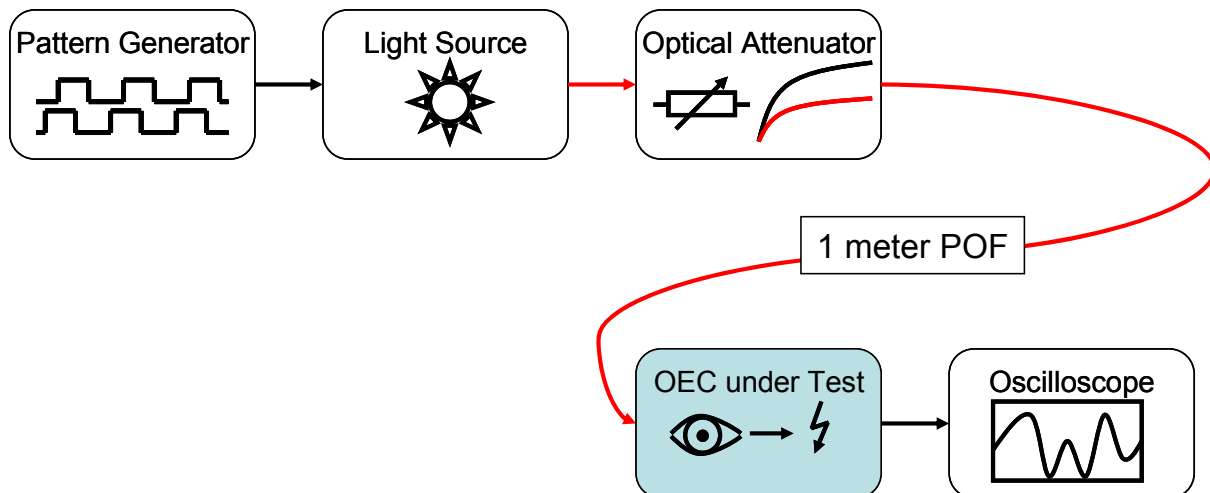 Pattern Generator
Light Source
Optical Attenuator
1 meter POF
OEC under Test
Oscilloscope